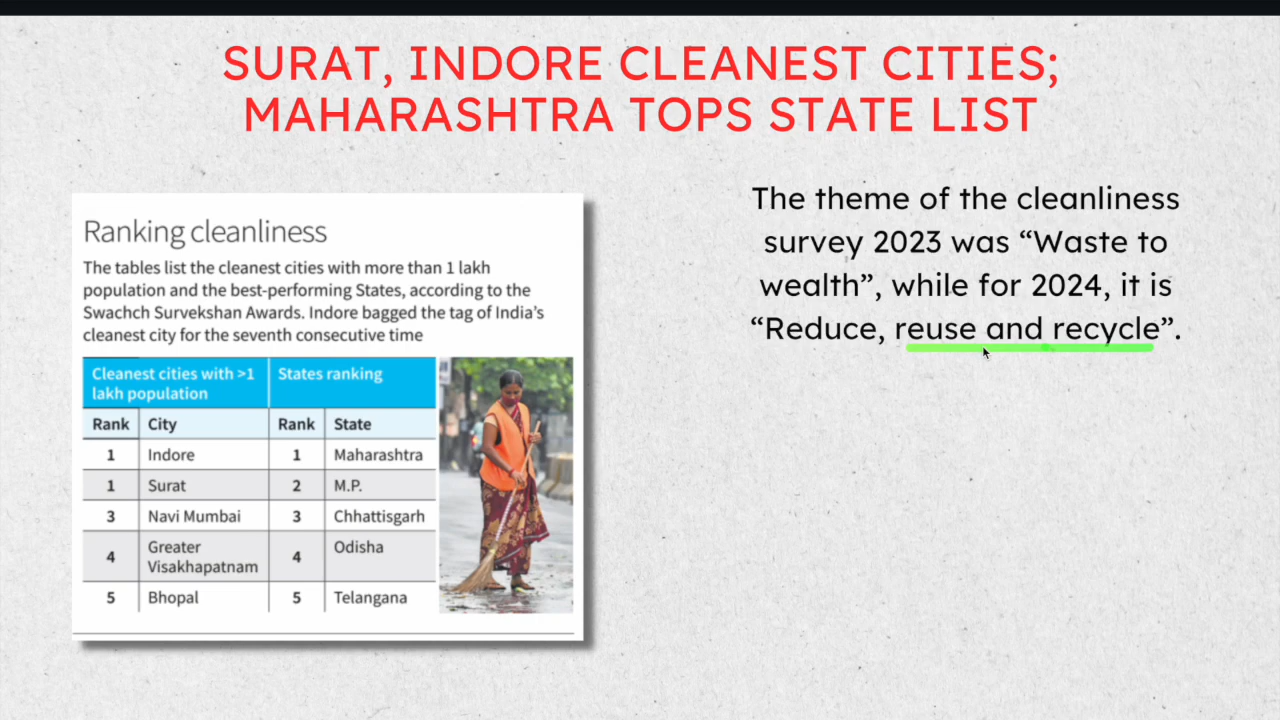 SURAT, INDORE CLEANEST CITIES;
MAHARASHTRA TOPS STATE LIST
Ranking cleanliness
The tables list the cleanest cities with more than 1 lakh
population and the best-performing States, according to the
Swachch Survekshan Awards. Indore bagged the tag of India’s
cleanest city for the seventh consecutive time
Cleanest cities with >1
lakh population
States ranking
Rank City Rank State
1 Indore 1 Maharashtra
1 Surat 2 M.P.
3 Navi Mumbai 3 Chhattisgarh
4 Greater
Visakhapatnam 4 Odisha
5 Bhopal 5 Telangana
The theme of the cleanliness
survey 2023 was “Waste to
wealth”, while for 2024, it is
“Reduce, reuse and recycle”.